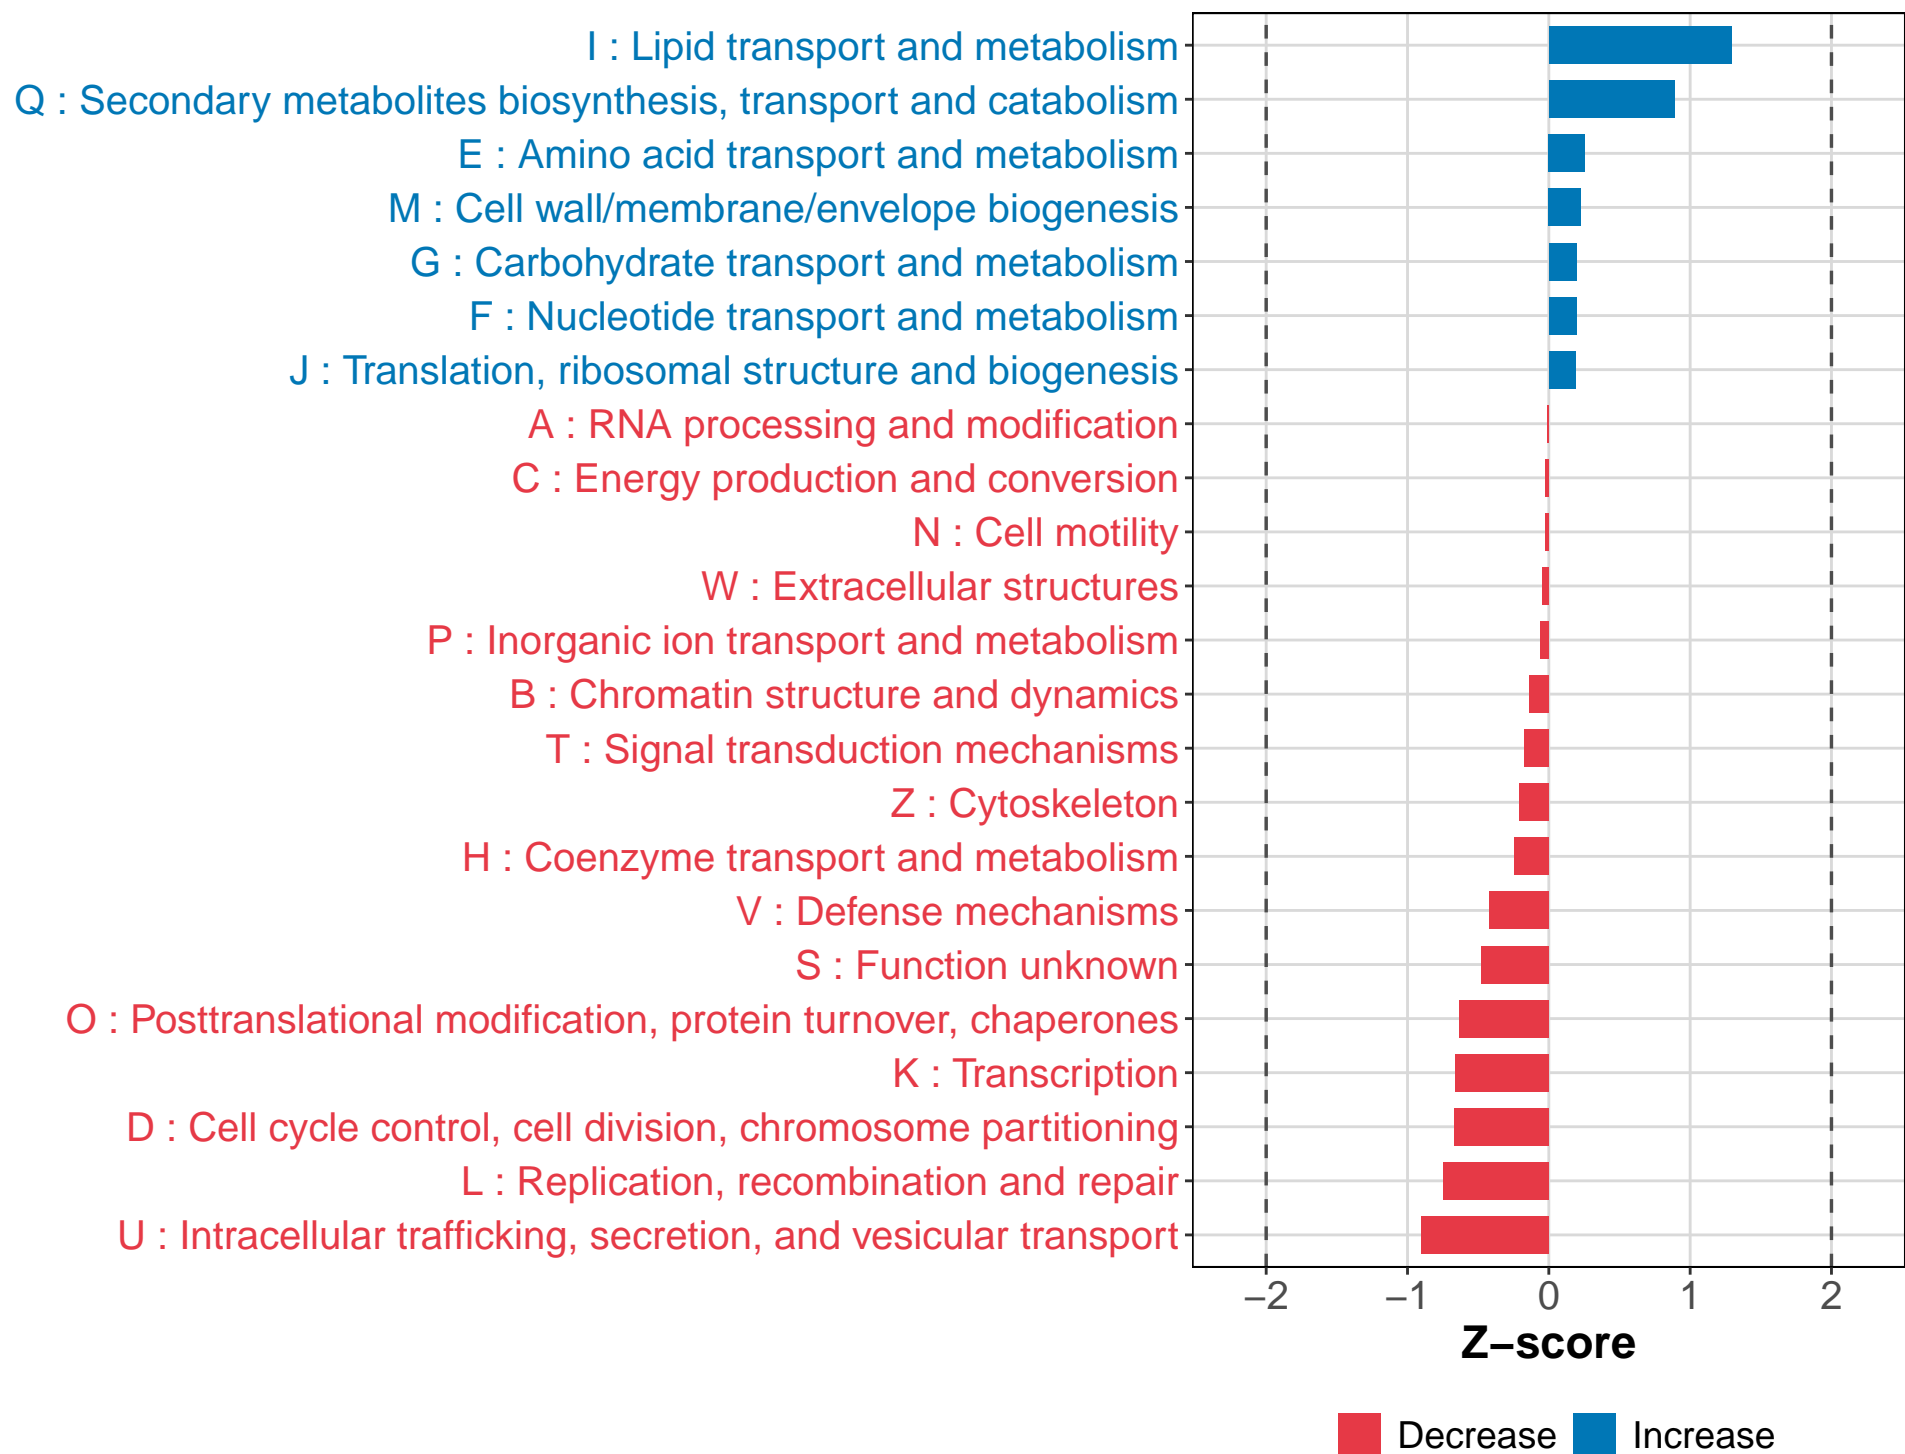 I : Lipid transport and metabolism
Q : Secondary metabolites biosynthesis, transport and catabolism
E : Amino acid transport and metabolism
M : Cell wall/membrane/envelope biogenesis
G : Carbohydrate transport and metabolism
F : Nucleotide transport and metabolism
J : Translation, ribosomal structure and biogenesis
A : RNA processing and modification
C : Energy production and conversion
N : Cell motility
W : Extracellular structures
P : Inorganic ion transport and metabolism
B : Chromatin structure and dynamics
T : Signal transduction mechanisms
Z : Cytoskeleton
H : Coenzyme transport and metabolism
V : Defense mechanisms
S : Function unknown
O : Posttranslational modification, protein turnover, chaperones
K : Transcription
D : Cell cycle control, cell division, chromosome partitioning
L : Replication, recombination and repair
U : Intracellular trafficking, secretion, and vesicular transport
−2 −1 0 1 2
Z−score
Decrease Increase